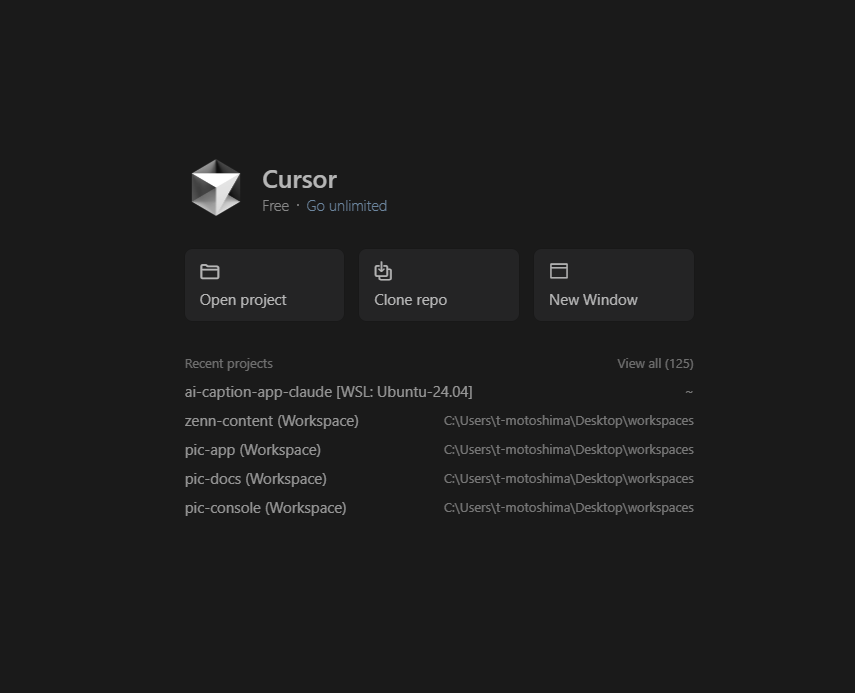 Cursor
Free · Go unlimited
Open project
Clone repo
New Window
Recent projects
View all (125)
ai-caption-app-claude [WSL: Ubuntu-24.04] ~
zenn-content (Workspace) C:\Users\t-motoshima\Desktop\workspaces
pic-app (Workspace) C:\Users\t-motoshima\Desktop\workspaces
pic-docs (Workspace) C:\Users\t-motoshima\Desktop\workspaces
pic-console (Workspace) C:\Users\t-motoshima\Desktop\workspaces